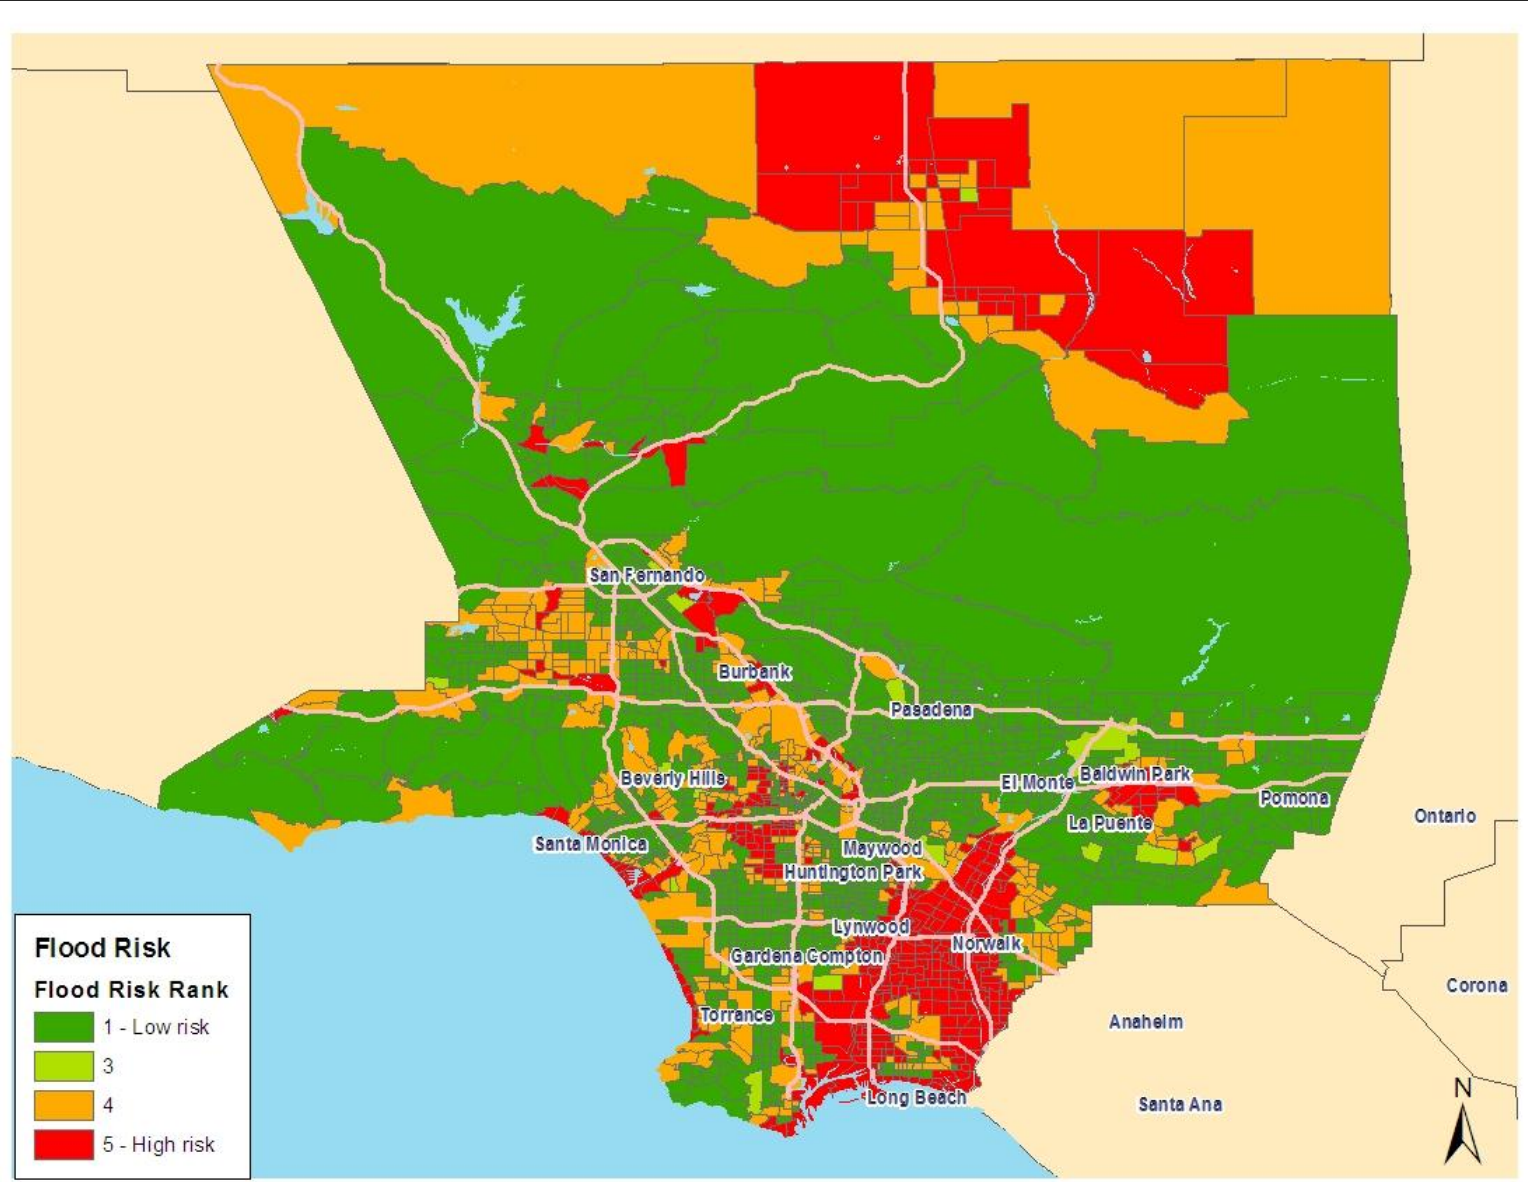 San Fernando
Burbank
Pasadena
Beverly Hills
El Monte
Baldwin Park
Pomona
Ontario
La Puente
Santa Monica
Maywood
Huntington Park
Lynwood
Norwalk
Gardena
Compton
Corona
Torrance
Anaheim
Long Beach
Santa Ana
N
Flood Risk
Flood Risk Rank
1 - Low risk
3
4
5 - High risk